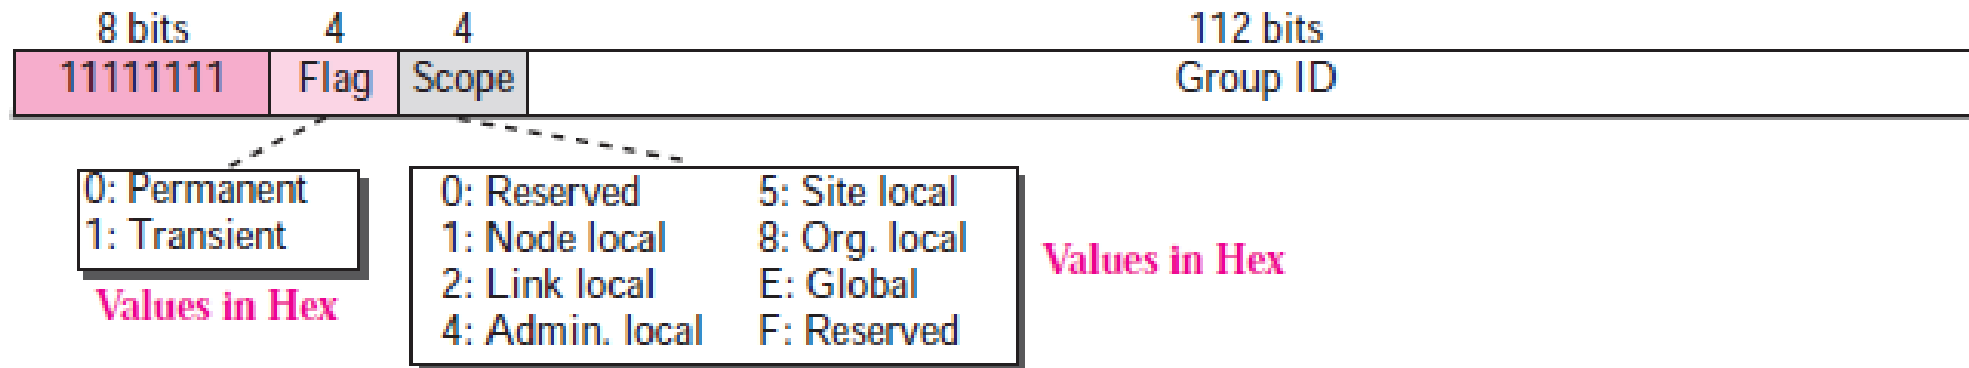 8 bits 4 4 112 bits
11111111 Flag Scope Group ID
0: Permanent
1: Transient
Values in Hex
0: Reserved 5: Site local
1: Node local 8: Org. local
2: Link local E: Global
4: Admin. local F: Reserved
Values in Hex